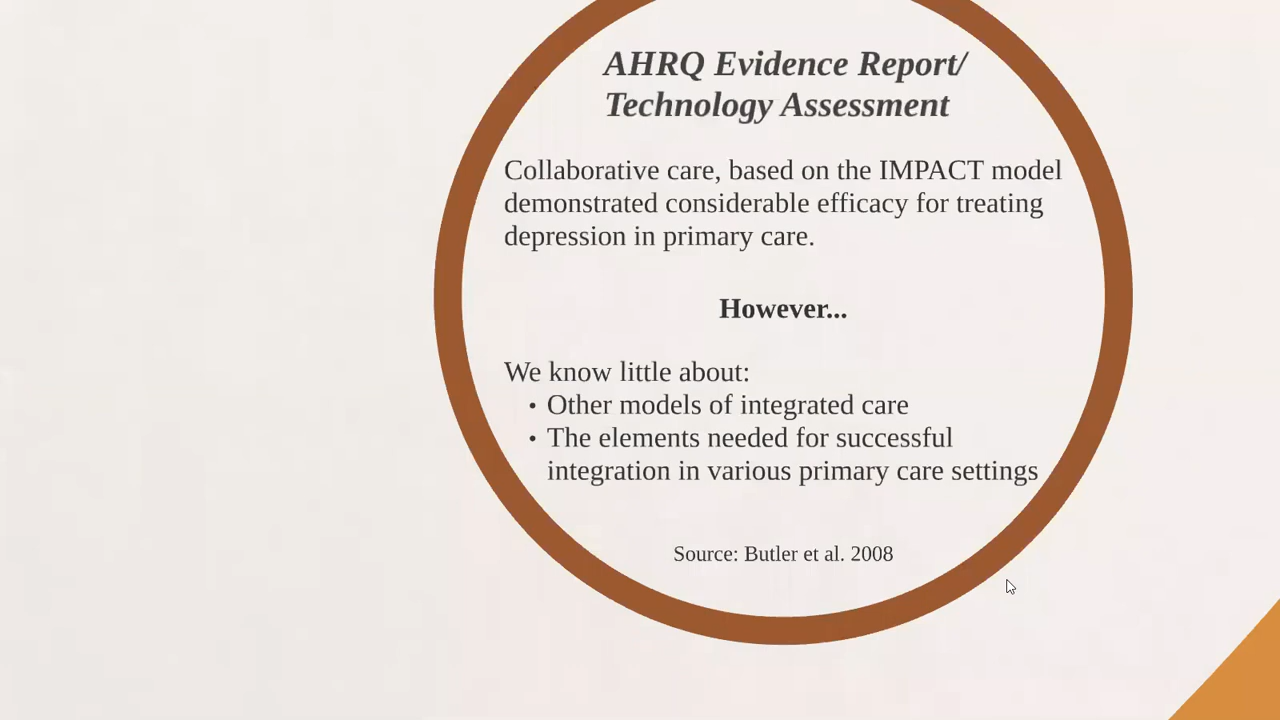 AHRQ Evidence Report/
Technology Assessment
Collaborative care, based on the IMPACT model
demonstrated considerable efficacy for treating
depression in primary care.
However...
We know little about:
• Other models of integrated care
• The elements needed for successful
integration in various primary care settings
Source: Butler et al. 2008